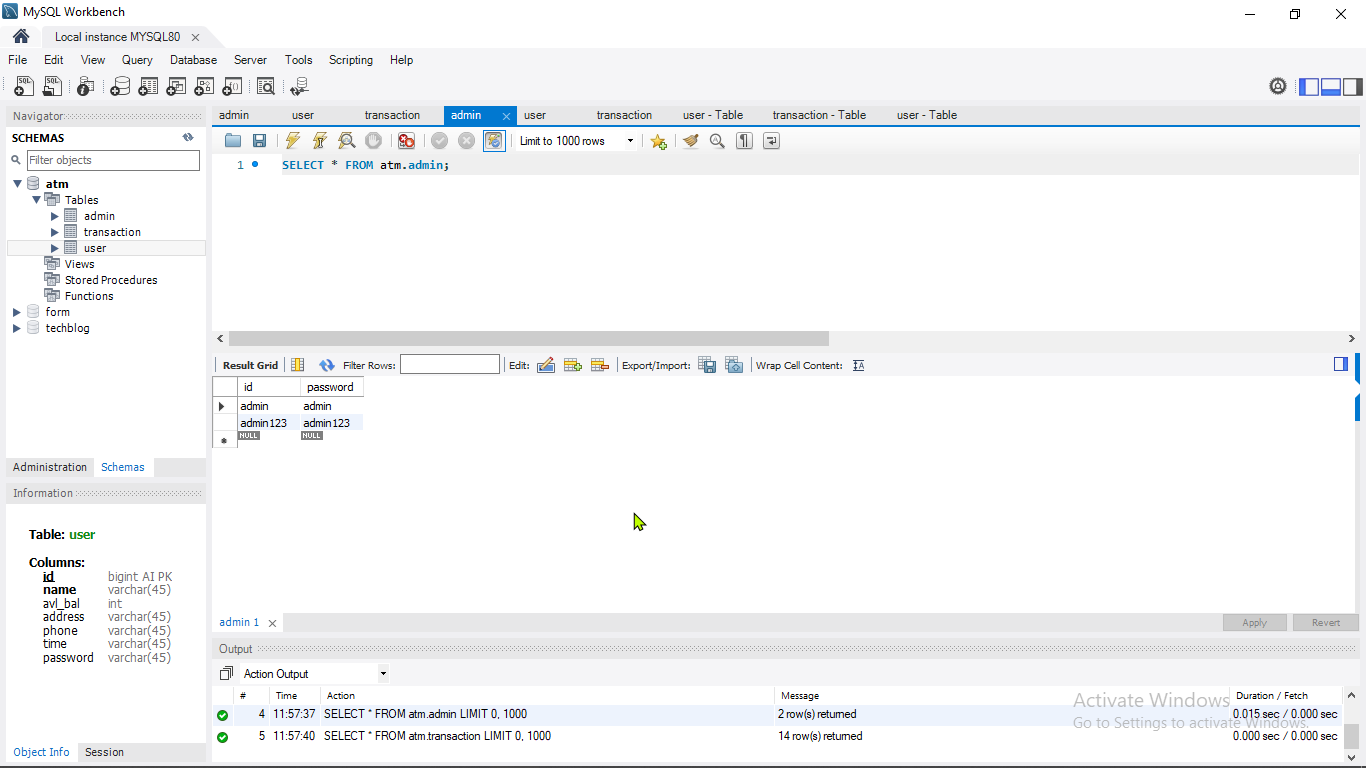 MySQL Workbench
Local instance MYSQL80
File Edit View Query Database Server Tools Scripting Help
Navigator
SCHEMAS
Filter objects
atm
Tables
admin
transaction
user
Views
Stored Procedures
Functions
form
techblog
Administration Schemas
Information
Table: user
Columns:
id bigint AI PK
name varchar(45)
avl_bal int
address varchar(45)
phone varchar(45)
time varchar(45)
password varchar(45)
Object Info Session
admin user transaction admin user transaction user - Table transaction - Table user - Table
Limit to 1000 rows
1 SELECT * FROM atm.admin;
Result Grid Filter Rows: Edit: Export/Import: Wrap Cell Content:
id password
admin admin
admin123 admin123
NULL NULL
admin 1 Apply Revert
Output
Action Output
# Time Action Message Duration / Fetch
4 11:57:37 SELECT * FROM atm.admin LIMIT 0, 1000 2 row(s) returned 0.015 sec / 0.000 sec
5 11:57:40 SELECT * FROM atm.transaction LIMIT 0, 1000 14 row(s) returned 0.000 sec / 0.000 sec
Activate Windows
Go to Settings to activate Windows.